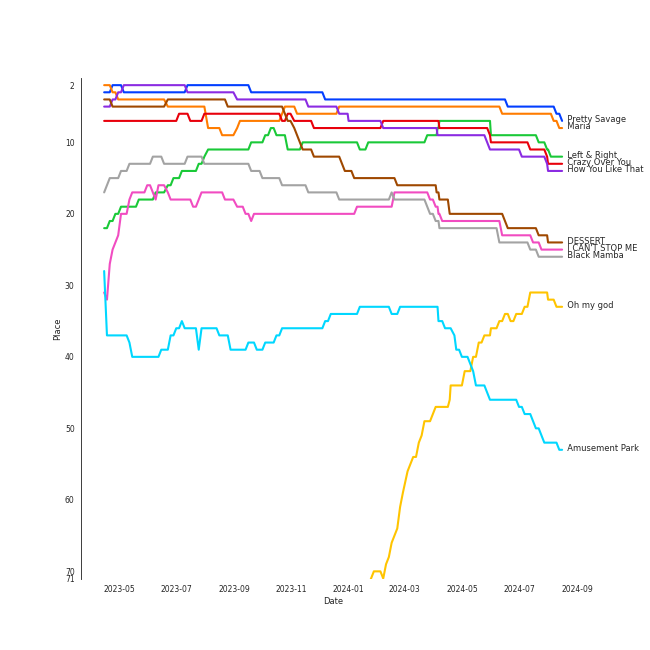 2
10
20
30
40
50
60
70
71
Place
2023-05
2023-07
2023-09
2023-11
2024-01
2024-03
2024-05
2024-07
2024-09
Date
Pretty Savage
Maria
Left & Right
Crazy Over You
How You Like That
DESSERT
I CAN'T STOP ME
Black Mamba
Oh my god
Amusement Park